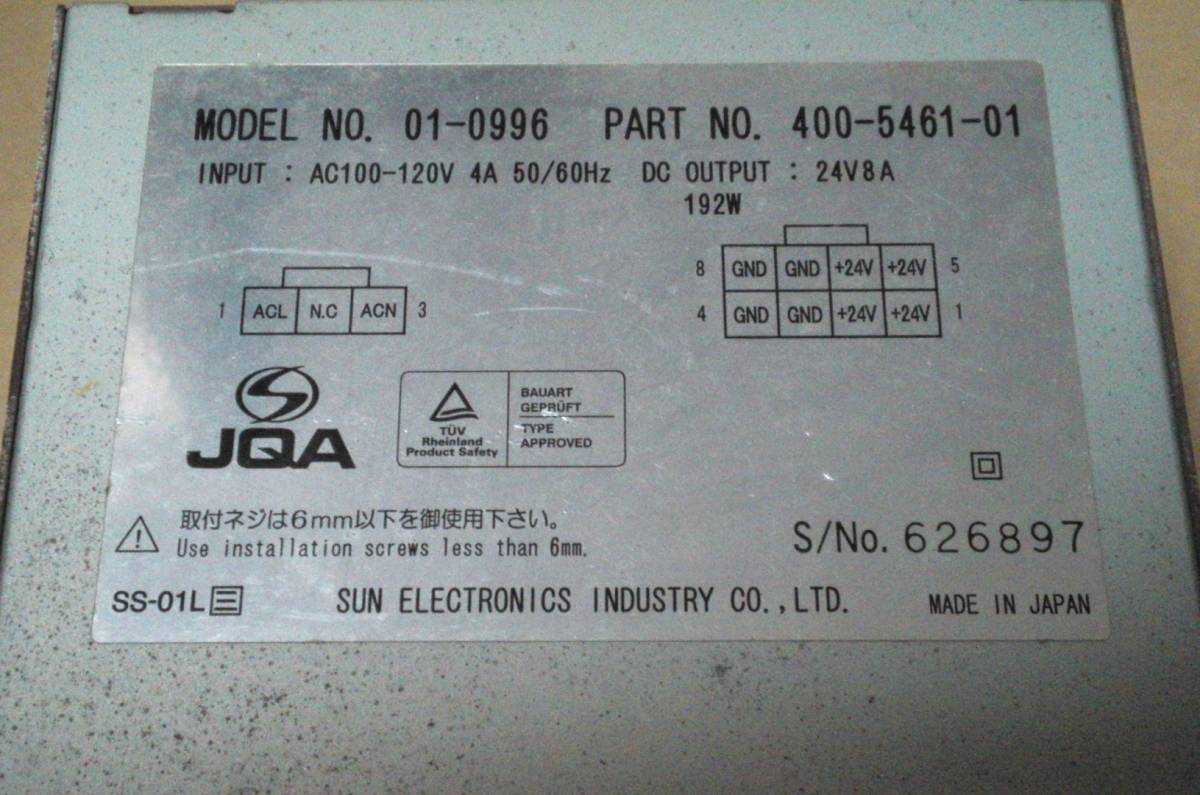 MODEL NO. 01-0996 PART NO. 400-5461-01
INPUT : AC100-120V 4A 50/60Hz DC OUTPUT : 24V8A
192W
8 GND GND +24V +24V 5
4 GND GND +24V +24V 1
1 ACL N.C ACN 3
JQA
TÜV
Rheinland
Product Safety
BAUART
GEPRÜFT
TYPE
APPROVED
取付ネジは6mm以下を御使用下さい。
Use installation screws less than 6mm.
S/No. 626897
SS-01L 三
SUN ELECTRONICS INDUSTRY CO.,LTD.
MADE IN JAPAN